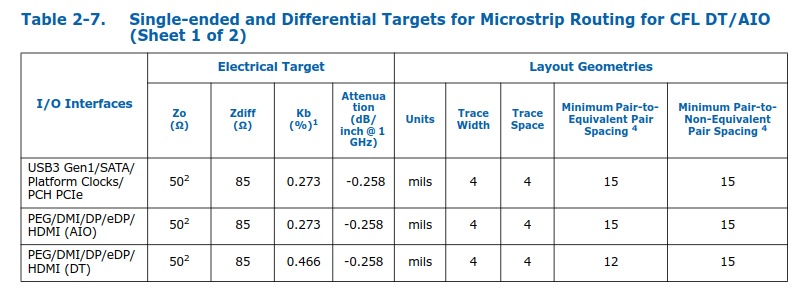 Table 2-7. Single-ended and Differential Targets for Microstrip Routing for CFL DT/AIO
(Sheet 1 of 2)
I/O Interfaces
Electrical Target
Layout Geometries
Zo
(Ω)
Zdiff
(Ω)
Kb
(%)¹
Attenua
tion
(dB/
inch @ 1
GHz)
Units
Trace
Width
Trace
Space
Minimum Pair-to-
Equivalent Pair
Spacing ⁴
Minimum Pair-to-
Non-Equivalent
Pair Spacing ⁴
USB3 Gen1/SATA/
Platform Clocks/
PCH PCIe
50² 85 0.273 -0.258 mils 4 4 15 15
PEG/DMI/DP/eDP/
HDMI (AIO)
50² 85 0.273 -0.258 mils 4 4 15 15
PEG/DMI/DP/eDP/
HDMI (DT)
50² 85 0.466 -0.258 mils 4 4 12 15